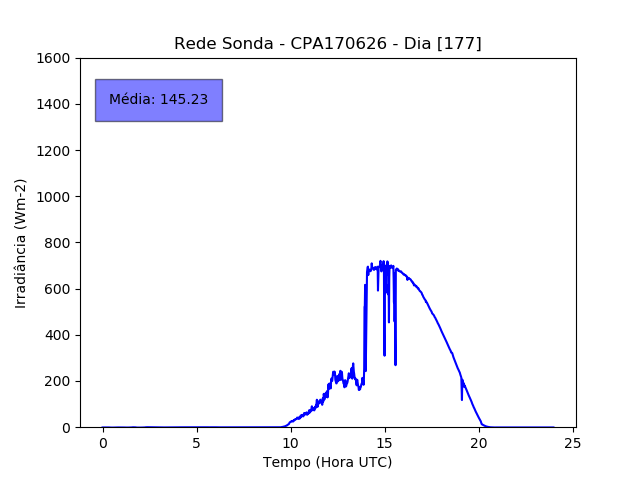 Rede Sonda - CPA170626 - Dia [177]
1600
Média: 145.23
1400
1200
1000
800
600
400
200
0
Irradiância (Wm-2)
0 5 10 15 20 25
Tempo (Hora UTC)